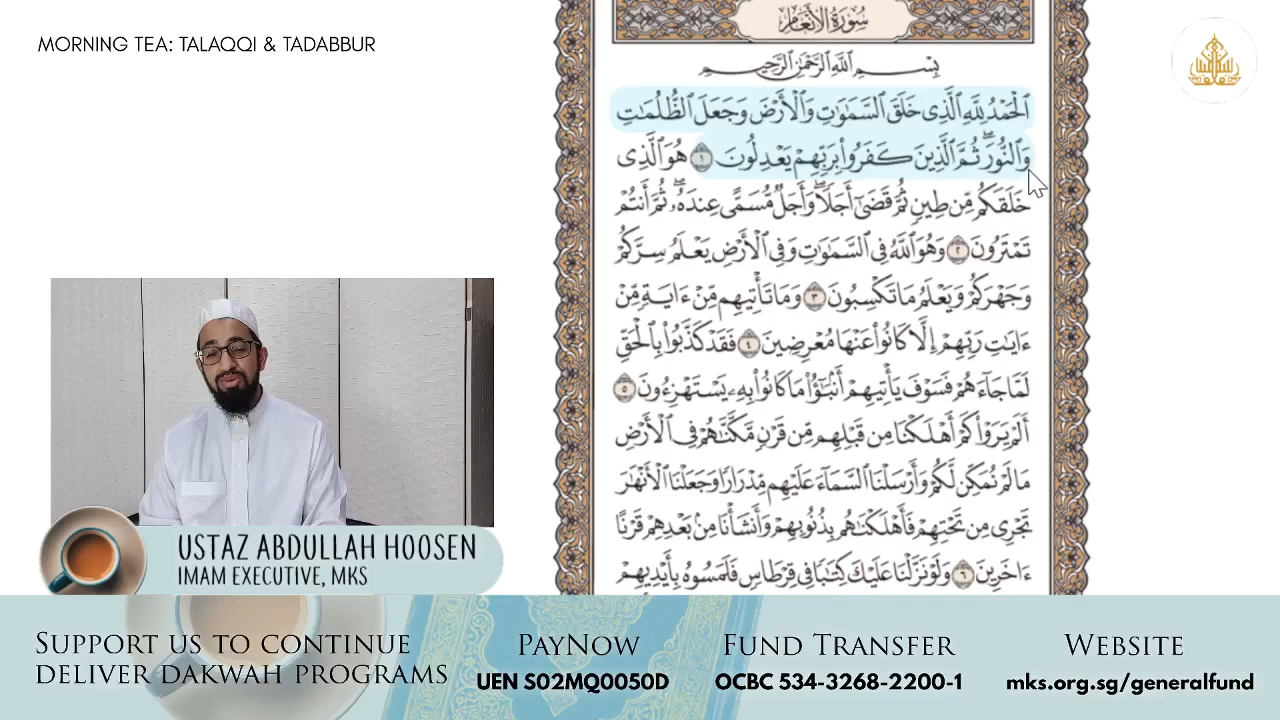 MORNING TEA: TALAQQI & TADABBUR
سُورَةُ الأَنْعَامِ
بِسْمِ اللَّهِ الرَّحْمَٰنِ الرَّحِيمِ
ٱلْحَمْدُ لِلَّهِ ٱلَّذِى خَلَقَ ٱلسَّمَٰوَٰتِ وَٱلْأَرْضَ وَجَعَلَ ٱلظُّلُمَٰتِ
وَٱلنُّورَ ۖ ثُمَّ ٱلَّذِينَ كَفَرُوا۟ بِرَبِّهِمْ يَعْدِلُونَ ١ هُوَ ٱلَّذِى
خَلَقَكُم مِّن طِينٍ ثُمَّ قَضَىٰٓ أَجَلًا ۖ وَأَجَلٌ مُّسَمًّى عِندَهُۥ ۖ ثُمَّ أَنتُمْ
تَمْتَرُونَ ٢ وَهُوَ ٱللَّهُ فِى ٱلسَّمَٰوَٰتِ وَفِى ٱلْأَرْضِ يَعْلَمُ سِرَّكُمْ
وَجَهْرَكُمْ وَيَعْلَمُ مَا تَكْسِبُونَ ٣ وَمَا تَأْتِيهِم مِّنْ ءَايَةٍ مِّنْ
ءَايَٰتِ رَبِّهِمْ إِلَّا كَانُوا۟ عَنْهَا مُعْرِضِينَ ٤ فَقَدْ كَذَّبُوا۟ بِٱلْحَقِّ
لَمَّا جَآءَهُمْ فَسَوْفَ يَأْتِيهِمْ أَنۢبَٰٓؤُا۟ مَا كَانُوا۟ بِهِۦ يَسْتَهْزِءُونَ ٥
أَلَمْ يَرَوْا۟ كَمْ أَهْلَكْنَا مِن قَبْلِهِم مِّن قَرْنٍ مَّكَّنَّٰهُمْ فِى ٱلْأَرْضِ
مَا لَمْ نُمَكِّن لَّكُمْ وَأَرْسَلْنَا ٱلسَّمَآءَ عَلَيْهِم مِّدْرَارًا وَجَعَلْنَا ٱلْأَنْهَٰرَ
تَجْرِى مِن تَحْتِهِمْ فَأَهْلَكْنَٰهُم بِذُنُوبِهِمْ وَأَنشَأْنَا مِنۢ بَعْدِهِمْ قَرْنًا
ءَاخَرِينَ ٦ وَلَوْ نَزَّلْنَا عَلَيْكَ كِتَٰبًا فِى قِرْطَاسٍ فَلَمَسُوهُ بِأَيْدِيهِمْ
USTAZ ABDULLAH HOOSEN
IMAM EXECUTIVE, MKS
SUPPORT US TO CONTINUE
DELIVER DAKWAH PROGRAMS
PAYNOW
UEN S02MQ0050D
FUND TRANSFER
OCBC 534-3268-2200-1
WEBSITE
mks.org.sg/generalfund